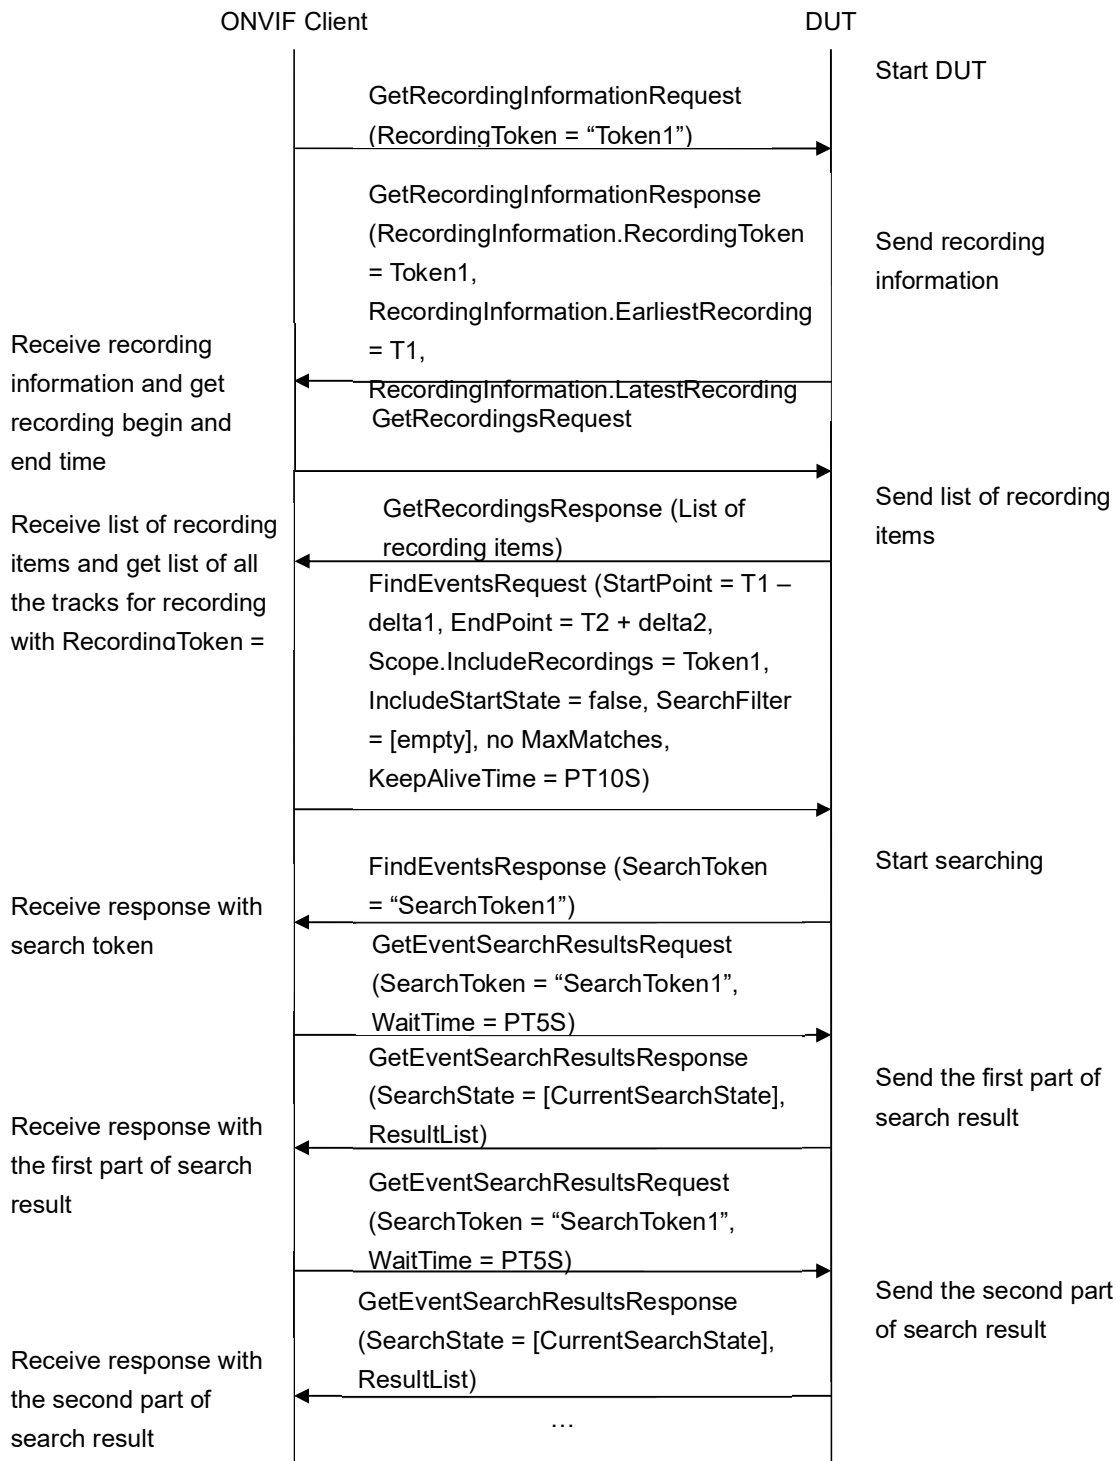 ONVIF Client
DUT
Start DUT
GetRecordingInformationRequest
(RecordingToken = “Token1”)
GetRecordingInformationResponse
(RecordingInformation.RecordingToken
= Token1,
RecordingInformation.EarliestRecording
= T1,
RecordingInformation.LatestRecording
Send recording
information
Receive recording
information and get
recording begin and
end time
GetRecordingsRequest
Send list of recording
items
GetRecordingsResponse (List of
recording items)
Receive list of recording
items and get list of all
the tracks for recording
with RecordingToken =
FindEventsRequest (StartPoint = T1 –
delta1, EndPoint = T2 + delta2,
Scope.IncludeRecordings = Token1,
IncludeStartState = false, SearchFilter
= [empty], no MaxMatches,
KeepAliveTime = PT10S)
Start searching
FindEventsResponse (SearchToken
= “SearchToken1”)
Receive response with
search token
GetEventSearchResultsRequest
(SearchToken = “SearchToken1”,
WaitTime = PT5S)
GetEventSearchResultsResponse
(SearchState = [CurrentSearchState],
ResultList)
Send the first part of
search result
Receive response with
the first part of search
result
GetEventSearchResultsRequest
(SearchToken = “SearchToken1”,
WaitTime = PT5S)
Send the second part
of search result
GetEventSearchResultsResponse
(SearchState = [CurrentSearchState],
ResultList)
Receive response with
the second part of
search result
…